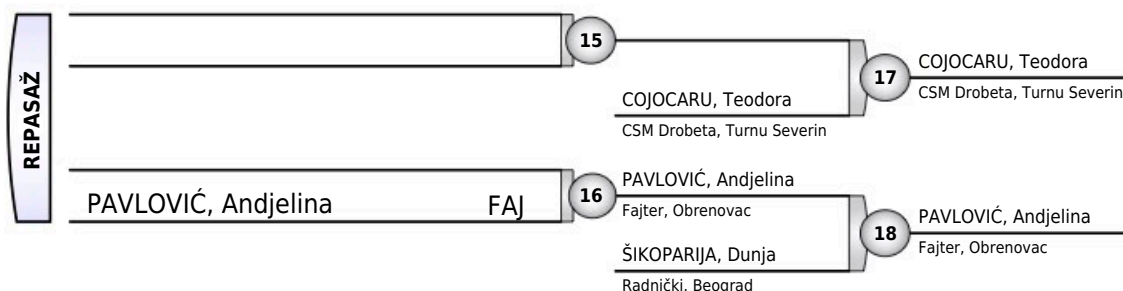 REPASAŽ
15
COJOCARU, Teodora
CSM Drobeta, Turnu Severin
17
COJOCARU, Teodora
CSM Drobeta, Turnu Severin
PAVLOVIĆ, Andjelina FAJ
16
PAVLOVIĆ, Andjelina
Fajter, Obrenovac
ŠIKOPARIJA, Dunja
Radnički, Beograd
18
PAVLOVIĆ, Andjelina
Fajter, Obrenovac